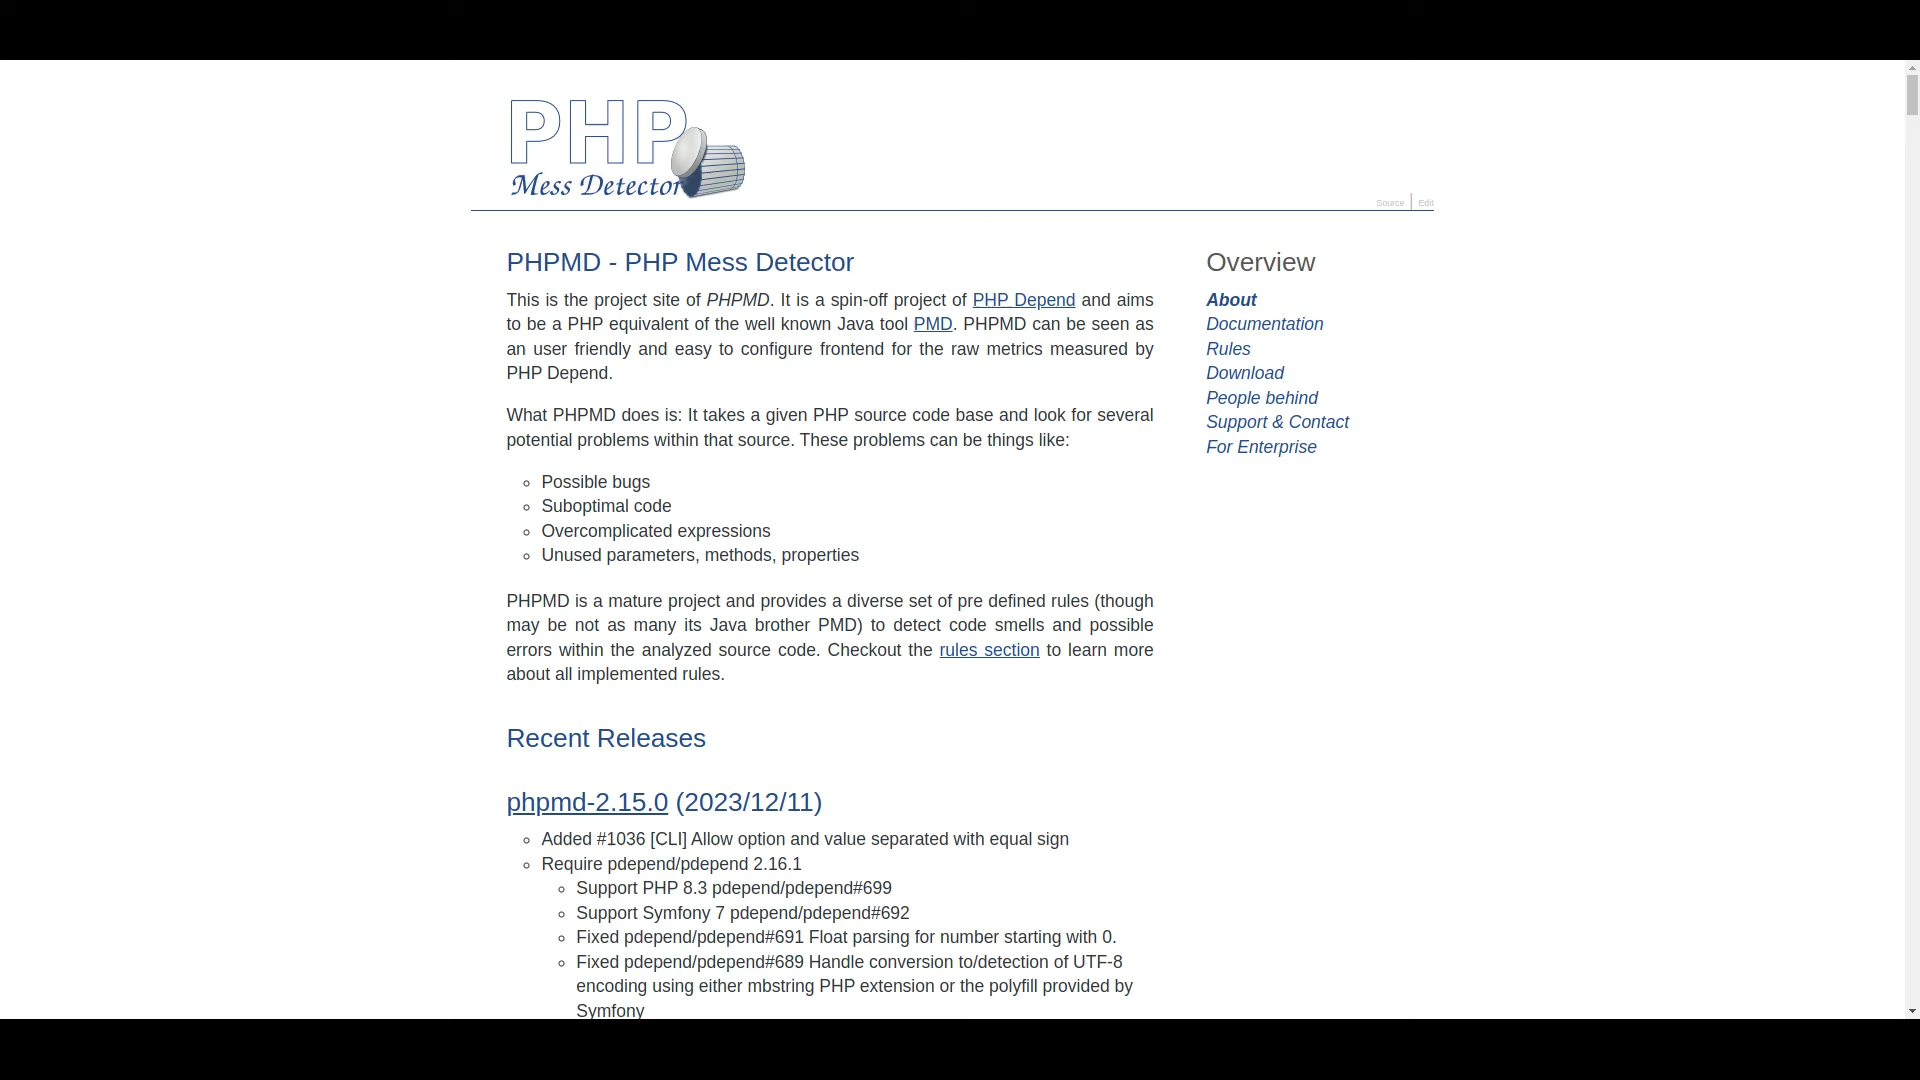 PHP
Mess Detector
Source | Edit
PHPMD - PHP Mess Detector
This is the project site of PHPMD. It is a spin-off project of PHP Depend and aims
to be a PHP equivalent of the well known Java tool PMD. PHPMD can be seen as
an user friendly and easy to configure frontend for the raw metrics measured by
PHP Depend.
What PHPMD does is: It takes a given PHP source code base and look for several
potential problems within that source. These problems can be things like:
Possible bugs
Suboptimal code
Overcomplicated expressions
Unused parameters, methods, properties
PHPMD is a mature project and provides a diverse set of pre defined rules (though
may be not as many its Java brother PMD) to detect code smells and possible
errors within the analyzed source code. Checkout the rules section to learn more
about all implemented rules.
Recent Releases
phpmd-2.15.0 (2023/12/11)
Added #1036 [CLI] Allow option and value separated with equal sign
Require pdepend/pdepend 2.16.1
Support PHP 8.3 pdepend/pdepend#699
Support Symfony 7 pdepend/pdepend#692
Fixed pdepend/pdepend#691 Float parsing for number starting with 0.
Fixed pdepend/pdepend#689 Handle conversion to/detection of UTF-8
encoding using either mbstring PHP extension or the polyfill provided by
Symfony
Overview
About
Documentation
Rules
Download
People behind
Support & Contact
For Enterprise